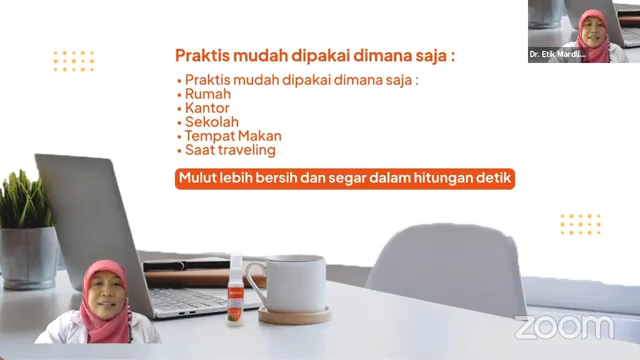 Praktis mudah dipakai dimana saja :
• Praktis mudah dipakai dimana saja :
• Rumah
• Kantor
• Sekolah
• Tempat Makan
• Saat traveling
Mulut lebih bersih dan segar dalam hitungan detik
Dr. Etik Mardli...
zoom